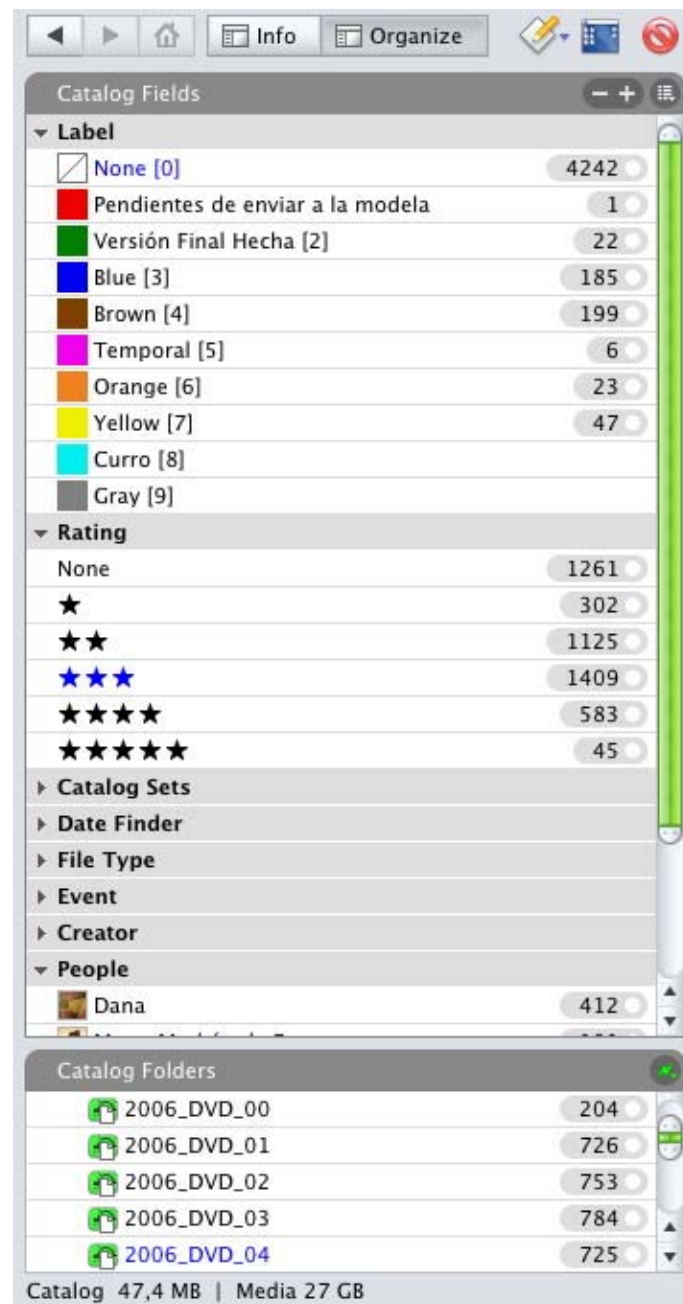 Info Organize
Catalog Fields
Label
None [0] 4242
Pendientes de enviar a la modela 1
Versión Final Hecha [2] 22
Blue [3] 185
Brown [4] 199
Temporal [5] 6
Orange [6] 23
Yellow [7] 47
Curro [8]
Gray [9]
Rating
None 1261
★ 302
★★ 1125
★★★ 1409
★★★★ 583
★★★★★ 45
Catalog Sets
Date Finder
File Type
Event
Creator
People
Dana 412
Catalog Folders
2006_DVD_00 204
2006_DVD_01 726
2006_DVD_02 753
2006_DVD_03 784
2006_DVD_04 725
Catalog 47,4 MB | Media 27 GB